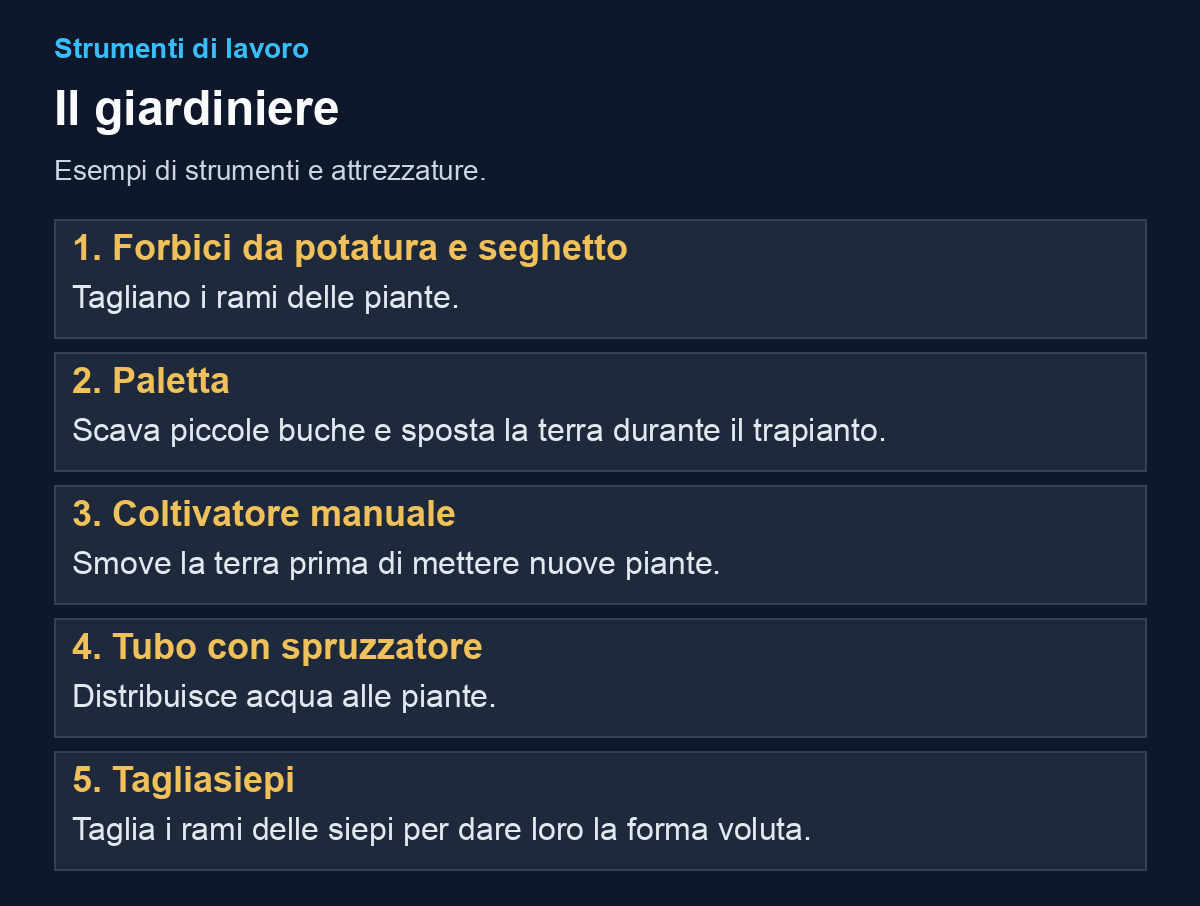 Strumenti di lavoro
Il giardiniere
Esempi di strumenti e attrezzature.
1. Forbici da potatura e seghetto
Tagliano i rami delle piante.
2. Paletta
Scava piccole buche e sposta la terra durante il trapianto.
3. Coltivatore manuale
Smove la terra prima di mettere nuove piante.
4. Tubo con spruzzatore
Distribuisce acqua alle piante.
5. Tagliasiepi
Taglia i rami delle siepi per dare loro la forma voluta.